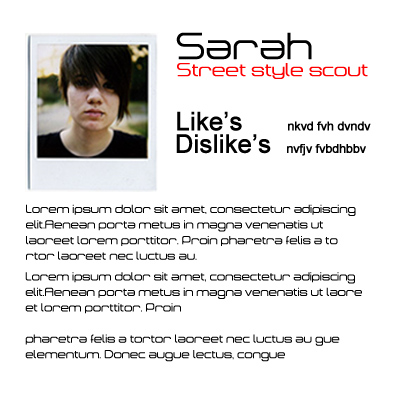 Sarah
Street style scout
Like's nkvd fvh dvndv
Dislike's nvfjv fvbdhbbv
Lorem ipsum dolor sit amet, consectetur adipiscing
elit.Aenean porta metus in magna venenatis ut
laoreet lorem porttitor. Proin pharetra felis a to
rtor laoreet nec luctus au.
Lorem ipsum dolor sit amet, consectetur adipiscing
elit.Aenean porta metus in magna venenatis ut laore
et lorem porttitor. Proin
pharetra felis a tortor laoreet nec luctus au gue
elementum. Donec augue lectus, congue